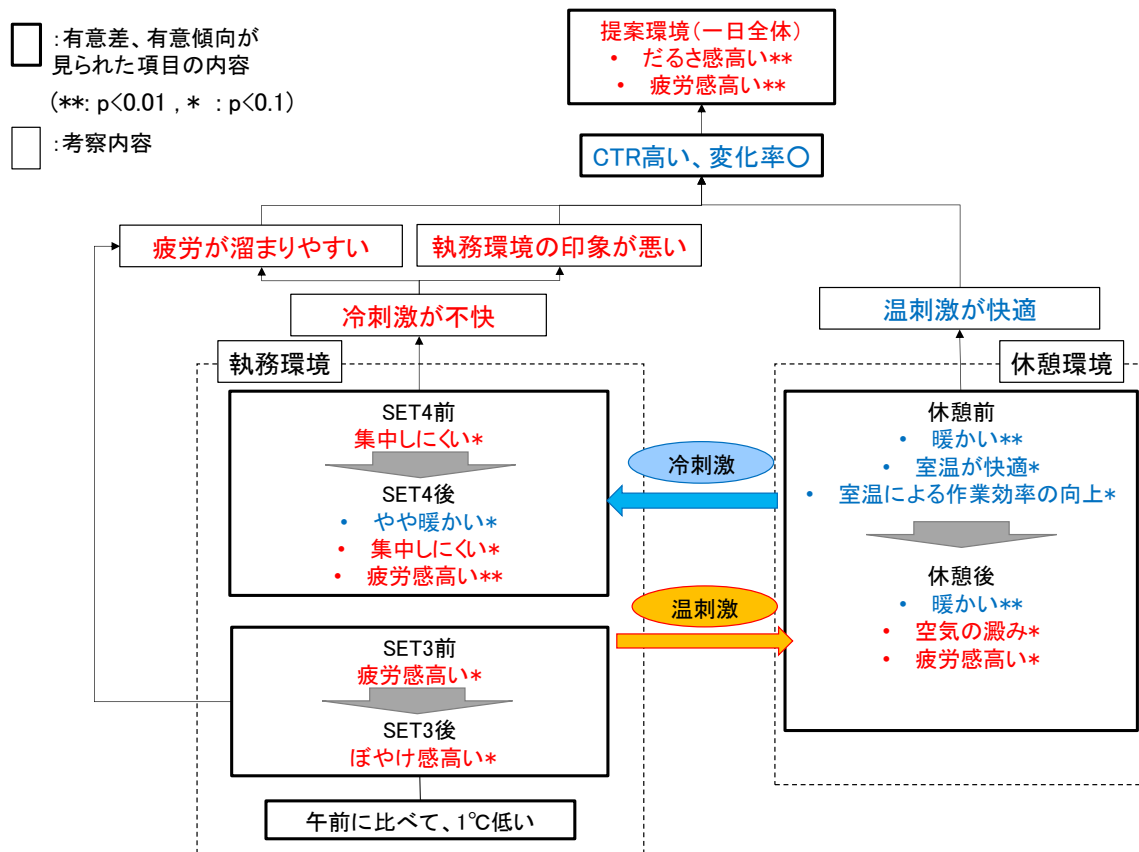 :有意差、有意傾向が
見られた項目の内容
(**: p<0.01 , * : p<0.1)
:考察内容
提案環境(一日全体)
• だるさ感高い**
• 疲労感高い**
CTR高い、変化率〇
疲労が溜まりやすい
執務環境の印象が悪い
冷刺激が不快
温刺激が快適
執務環境
休憩環境
SET4前
集中しにくい*
SET4後
• やや暖かい*
• 集中しにくい*
• 疲労感高い**
冷刺激
休憩前
• 暖かい**
• 室温が快適*
• 室温による作業効率の向上*
休憩後
• 暖かい**
• 空気の澱み*
• 疲労感高い*
温刺激
SET3前
疲労感高い*
SET3後
ぼやけ感高い*
午前に比べて、1℃低い